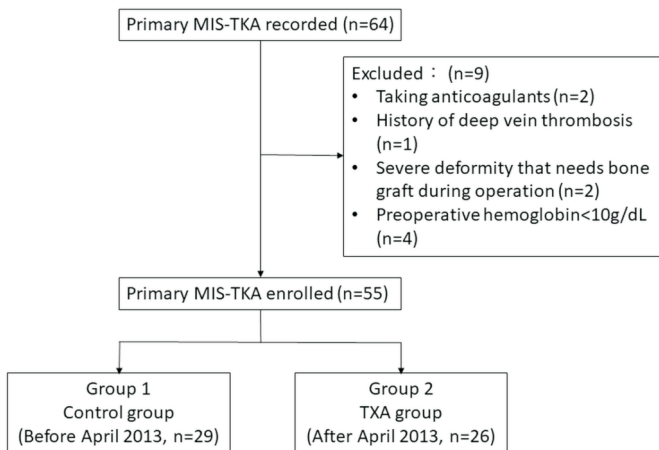 Primary MIS-TKA recorded (n=64)
Excluded： (n=9)
• Taking anticoagulants (n=2)
• History of deep vein thrombosis
(n=1)
• Severe deformity that needs bone
graft during operation (n=2)
• Preoperative hemoglobin<10g/dL
(n=4)
Primary MIS-TKA enrolled (n=55)
Group 1
Control group
(Before April 2013, n=29)
Group 2
TXA group
(After April 2013, n=26)